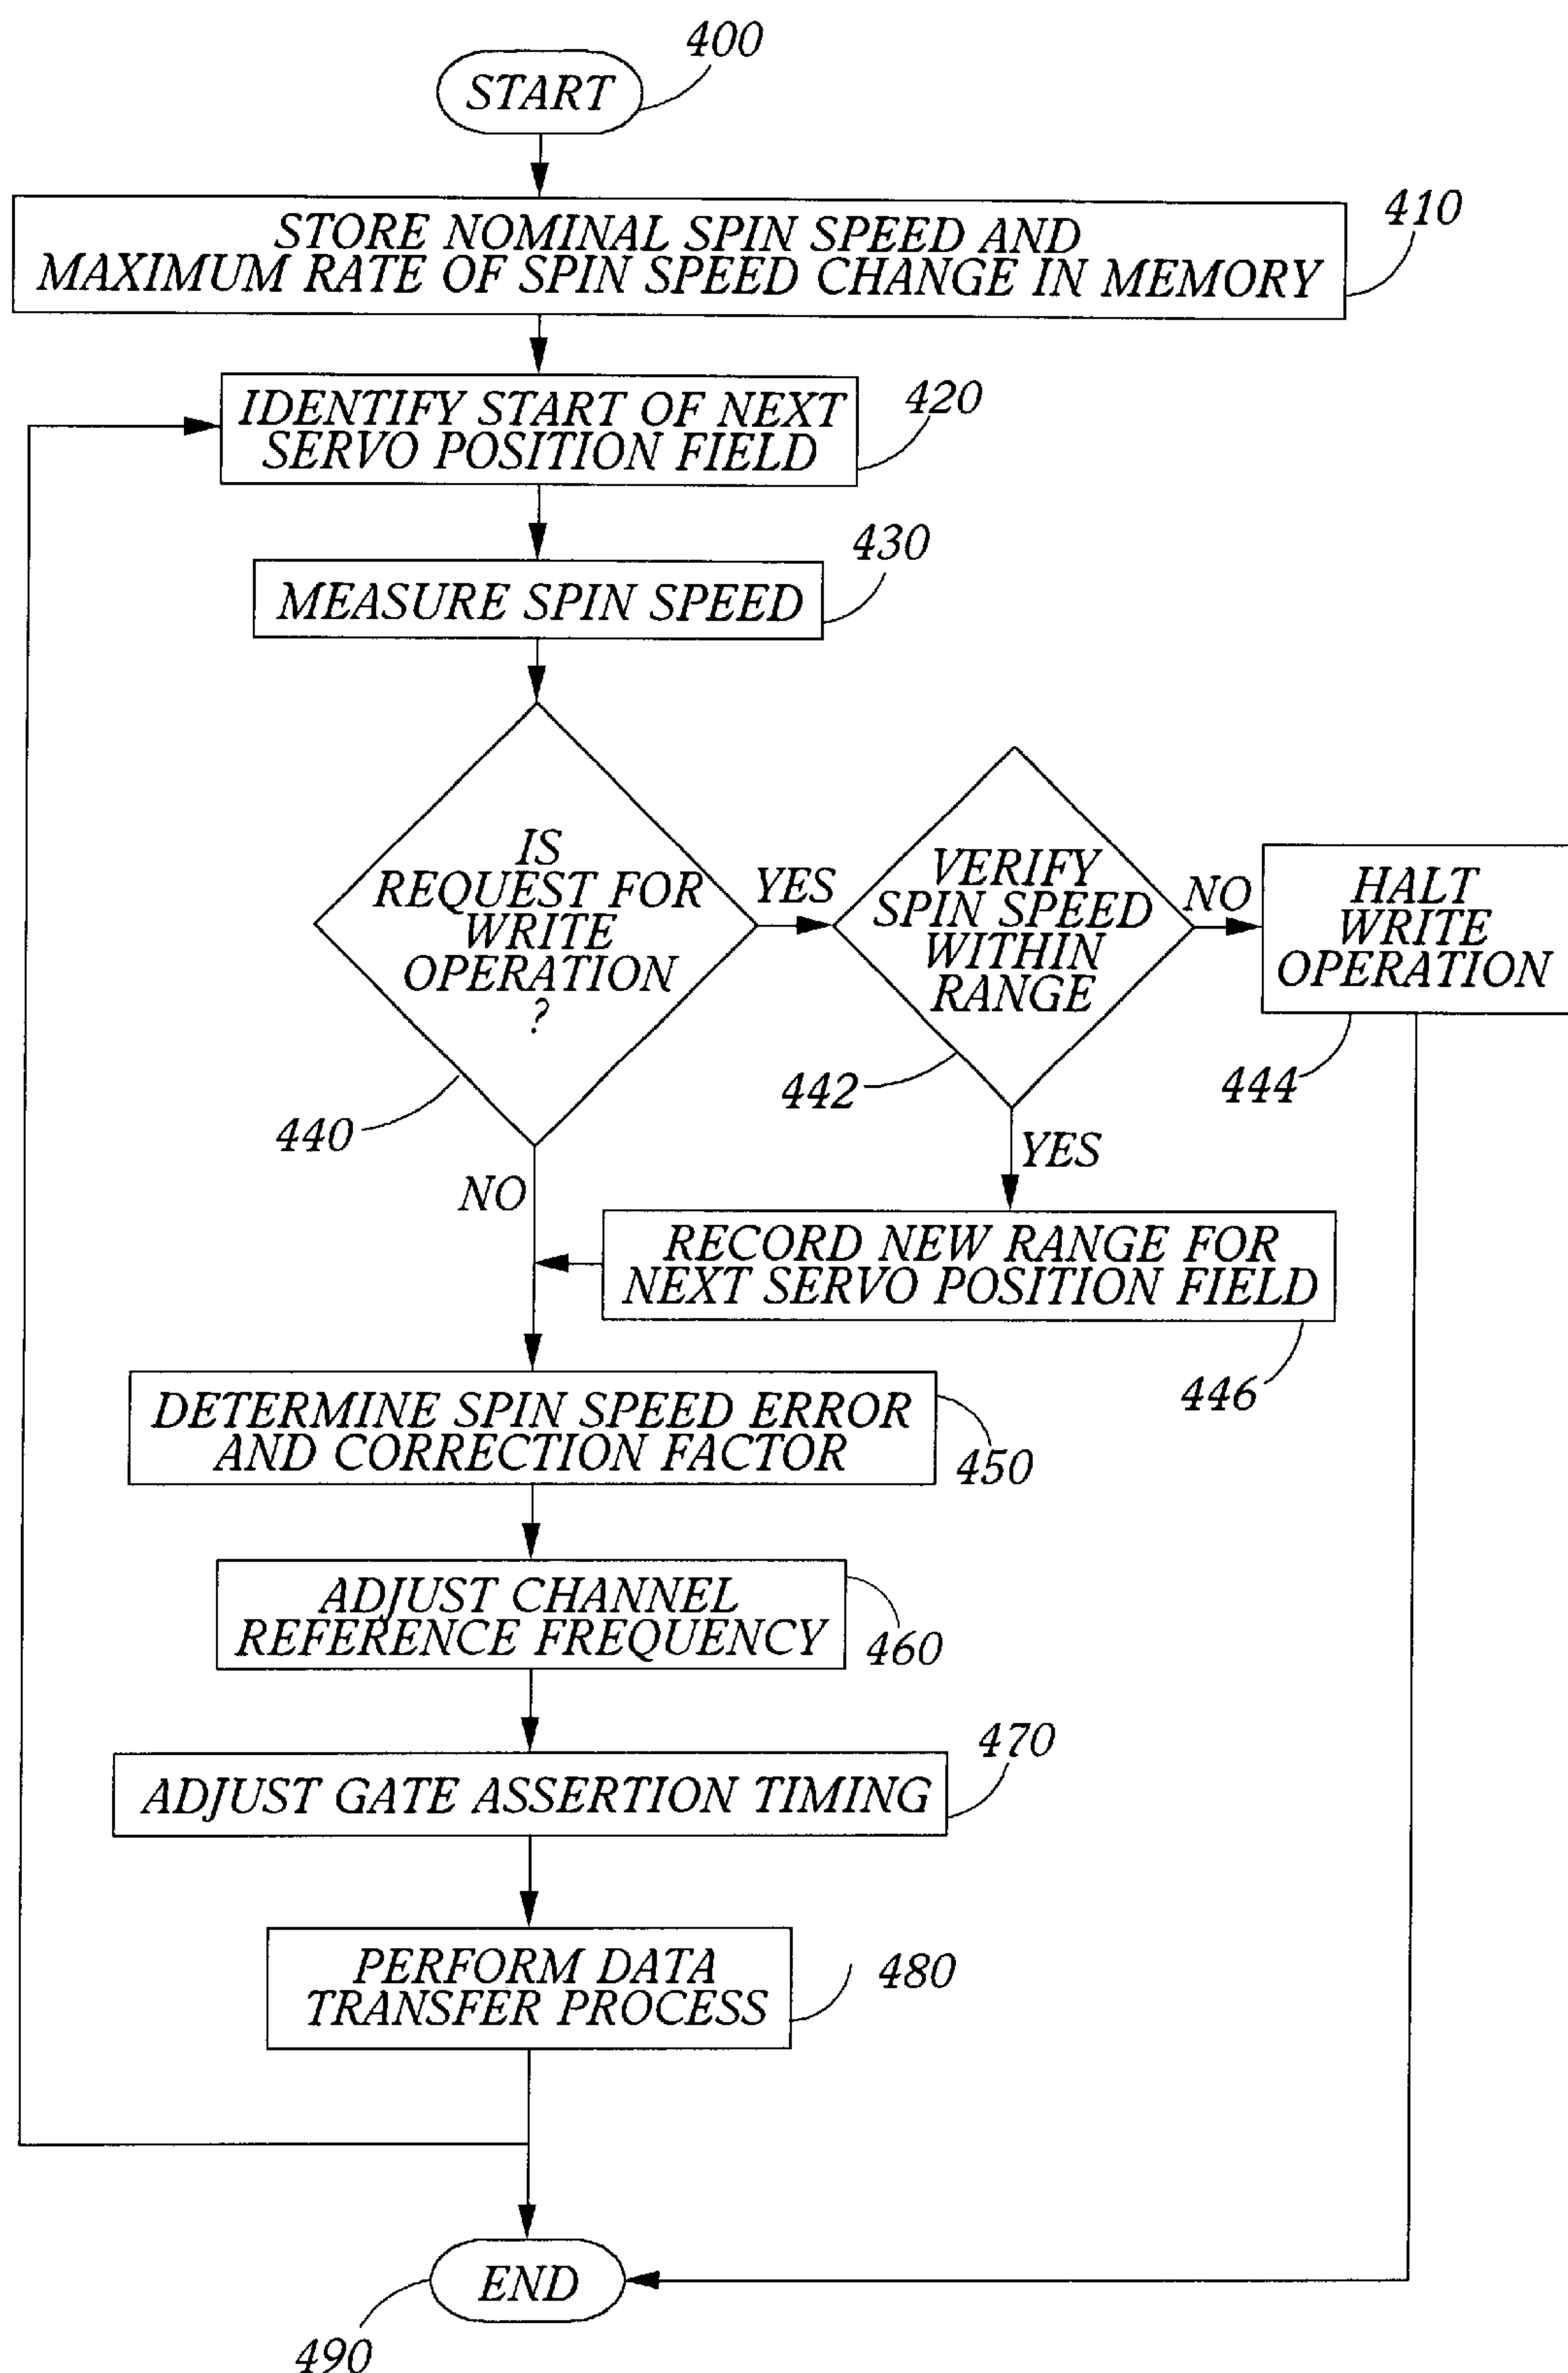 400
START
STORE NOMINAL SPIN SPEED AND
MAXIMUM RATE OF SPIN SPEED CHANGE IN MEMORY
410
IDENTIFY START OF NEXT
SERVO POSITION FIELD
420
MEASURE SPIN SPEED
430
IS
REQUEST FOR
WRITE
OPERATION
?
440
YES
VERIFY
SPIN SPEED
WITHIN
RANGE
442
NO
HALT
WRITE
OPERATION
444
YES
NO
RECORD NEW RANGE FOR
NEXT SERVO POSITION FIELD
446
DETERMINE SPIN SPEED ERROR
AND CORRECTION FACTOR
450
ADJUST CHANNEL
REFERENCE FREQUENCY
460
ADJUST GATE ASSERTION TIMING
470
PERFORM DATA
TRANSFER PROCESS
480
END
490